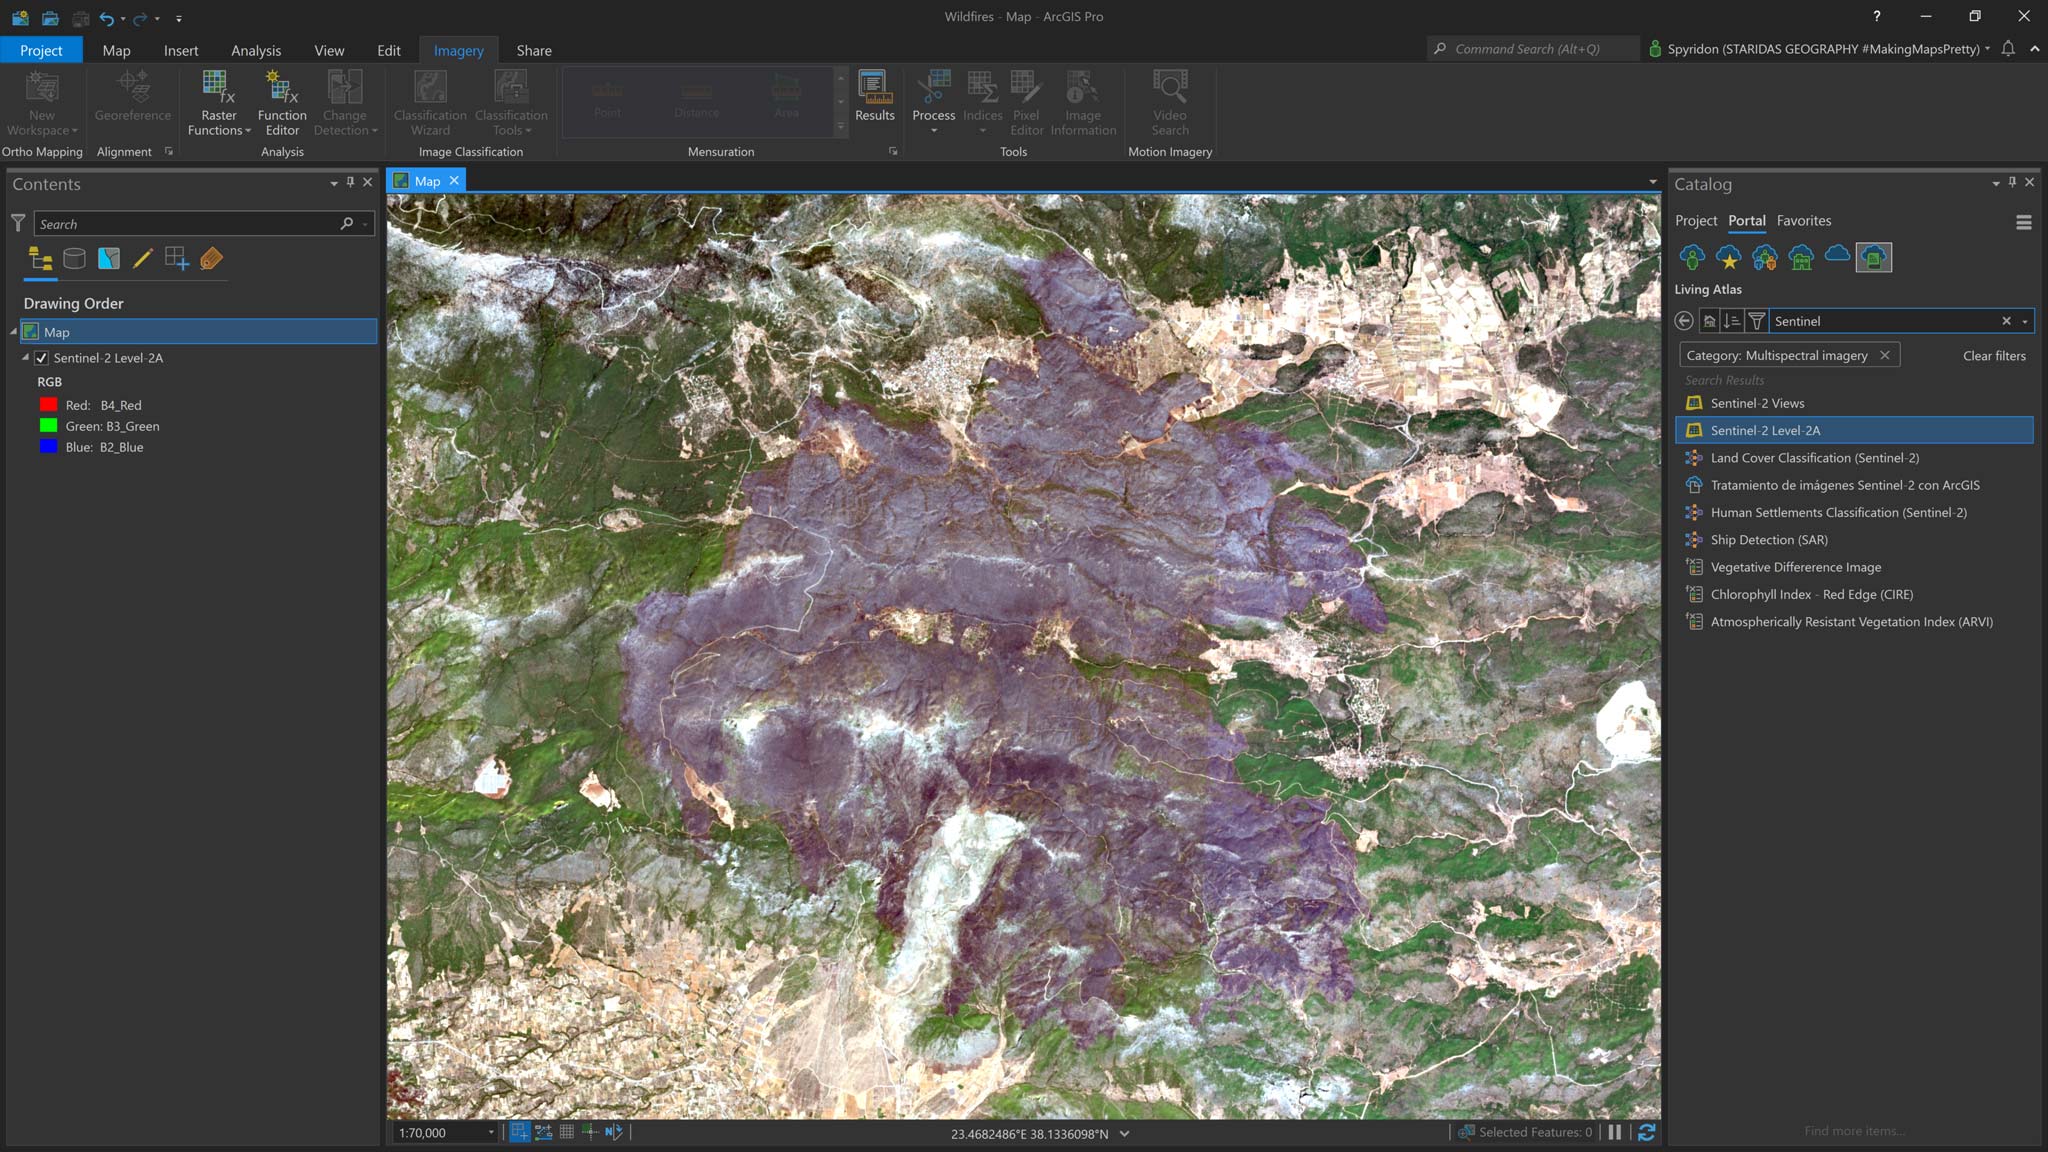 Wildfires - Map - ArcGIS Pro
?
Project
Map
Insert
Analysis
View
Edit
Imagery
Share
Command Search (Alt+Q)
Spyridon (STARIDAS GEOGRAPHY #MakingMapsPretty)
New
Workspace
Ortho Mapping
Georeference
Alignment
Raster
Functions
Function
Editor
Change
Detection
Analysis
Classification
Wizard
Classification
Tools
Image Classification
Point
Distance
Area
Results
Mensuration
Process
Indices
Pixel
Editor
Image
Information
Tools
Video
Search
Motion Imagery
Contents
Search
Drawing Order
Map
Sentinel-2 Level-2A
RGB
Red: B4_Red
Green: B3_Green
Blue: B2_Blue
Map
1:70,000
23.4682486°E 38.1336098°N
Selected Features: 0
Catalog
Project Portal Favorites
Living Atlas
Sentinel
Category: Multispectral imagery
Clear filters
Search Results
Sentinel-2 Views
Sentinel-2 Level-2A
Land Cover Classification (Sentinel-2)
Tratamiento de imágenes Sentinel-2 con ArcGIS
Human Settlements Classification (Sentinel-2)
Ship Detection (SAR)
Vegetative Differerence Image
Chlorophyll Index - Red Edge (CIRE)
Atmospherically Resistant Vegetation Index (ARVI)
Find more items...